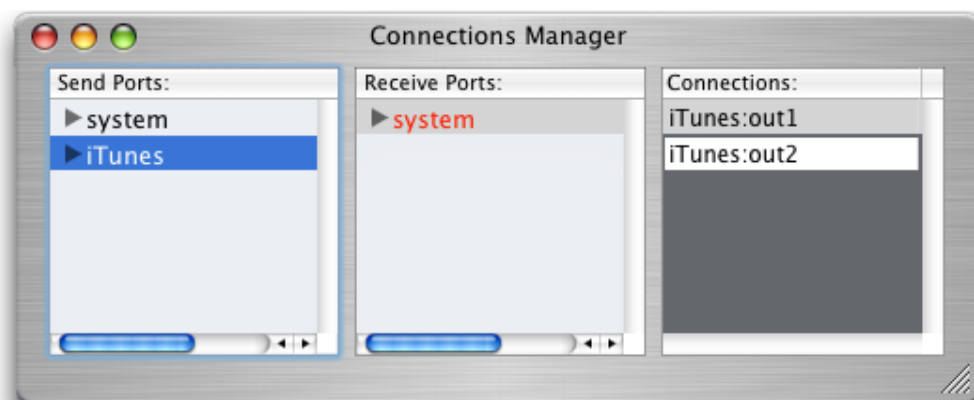 Connections Manager
Send Ports:
system
iTunes
Receive Ports:
system
Connections:
iTunes:out1
iTunes:out2